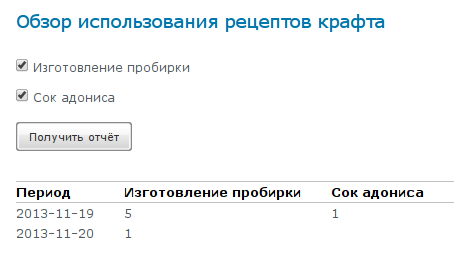 Обзор использования рецептов крафта
Изготовление пробирки
Сок адониса
Получить отчёт
Период Изготовление пробирки Сок адониса
2013-11-19 5 1
2013-11-20 1